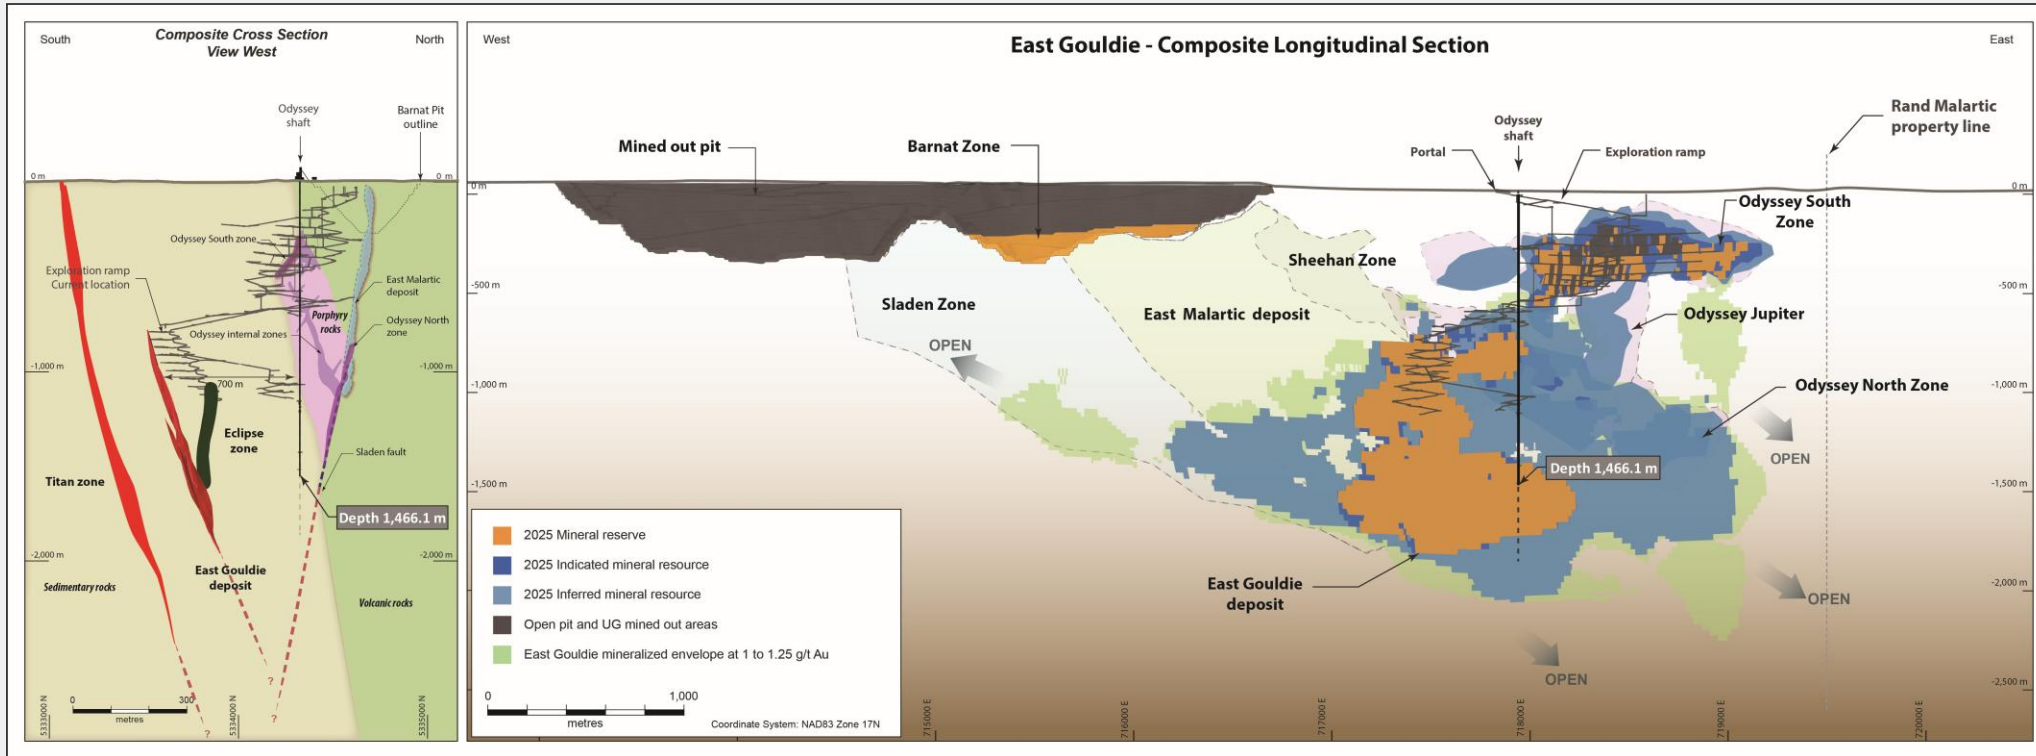 South
Composite Cross Section
View West
North
Odyssey
shaft
Barnat Pit
outline
0 m
0 m
Odyssey South zone
Exploration ramp
Current location
East Malartic
deposit
Porphyry
rocks
Odyssey North
zone
Odyssey internal zones
-1,000 m
-1,000 m
700 m
Eclipse
zone
Sladen fault
Titan zone
Depth 1,466.1 m
-2,000 m
-2,000 m
East Gouldie
deposit
Sedimentary rocks
Volcanic rocks
?
?
?
0
300
metres
5333000 N
5334000 N
5335000 N
West
East Gouldie - Composite Longitudinal Section
East
Rand Malartic
property line
Odyssey
shaft
Mined out pit
Barnat Zone
Portal
Exploration ramp
0 m
0 m
Odyssey South
Zone
Sheehan Zone
-500 m
-500 m
Sladen Zone
East Malartic deposit
Odyssey Jupiter
OPEN
-1,000 m
-1,000 m
Odyssey North Zone
OPEN
Depth 1,466.1 m
-1,500 m
-1,500 m
2025 Mineral reserve
2025 Indicated mineral resource
2025 Inferred mineral resource
Open pit and UG mined out areas
East Gouldie mineralized envelope at 1 to 1.25 g/t Au
East Gouldie
deposit
-2,000 m
OPEN
OPEN
-2,500 m
0
1,000
metres
Coordinate System: NAD83 Zone 17N
715000 E
716000 E
717000 E
718000 E
719000 E
720000 E